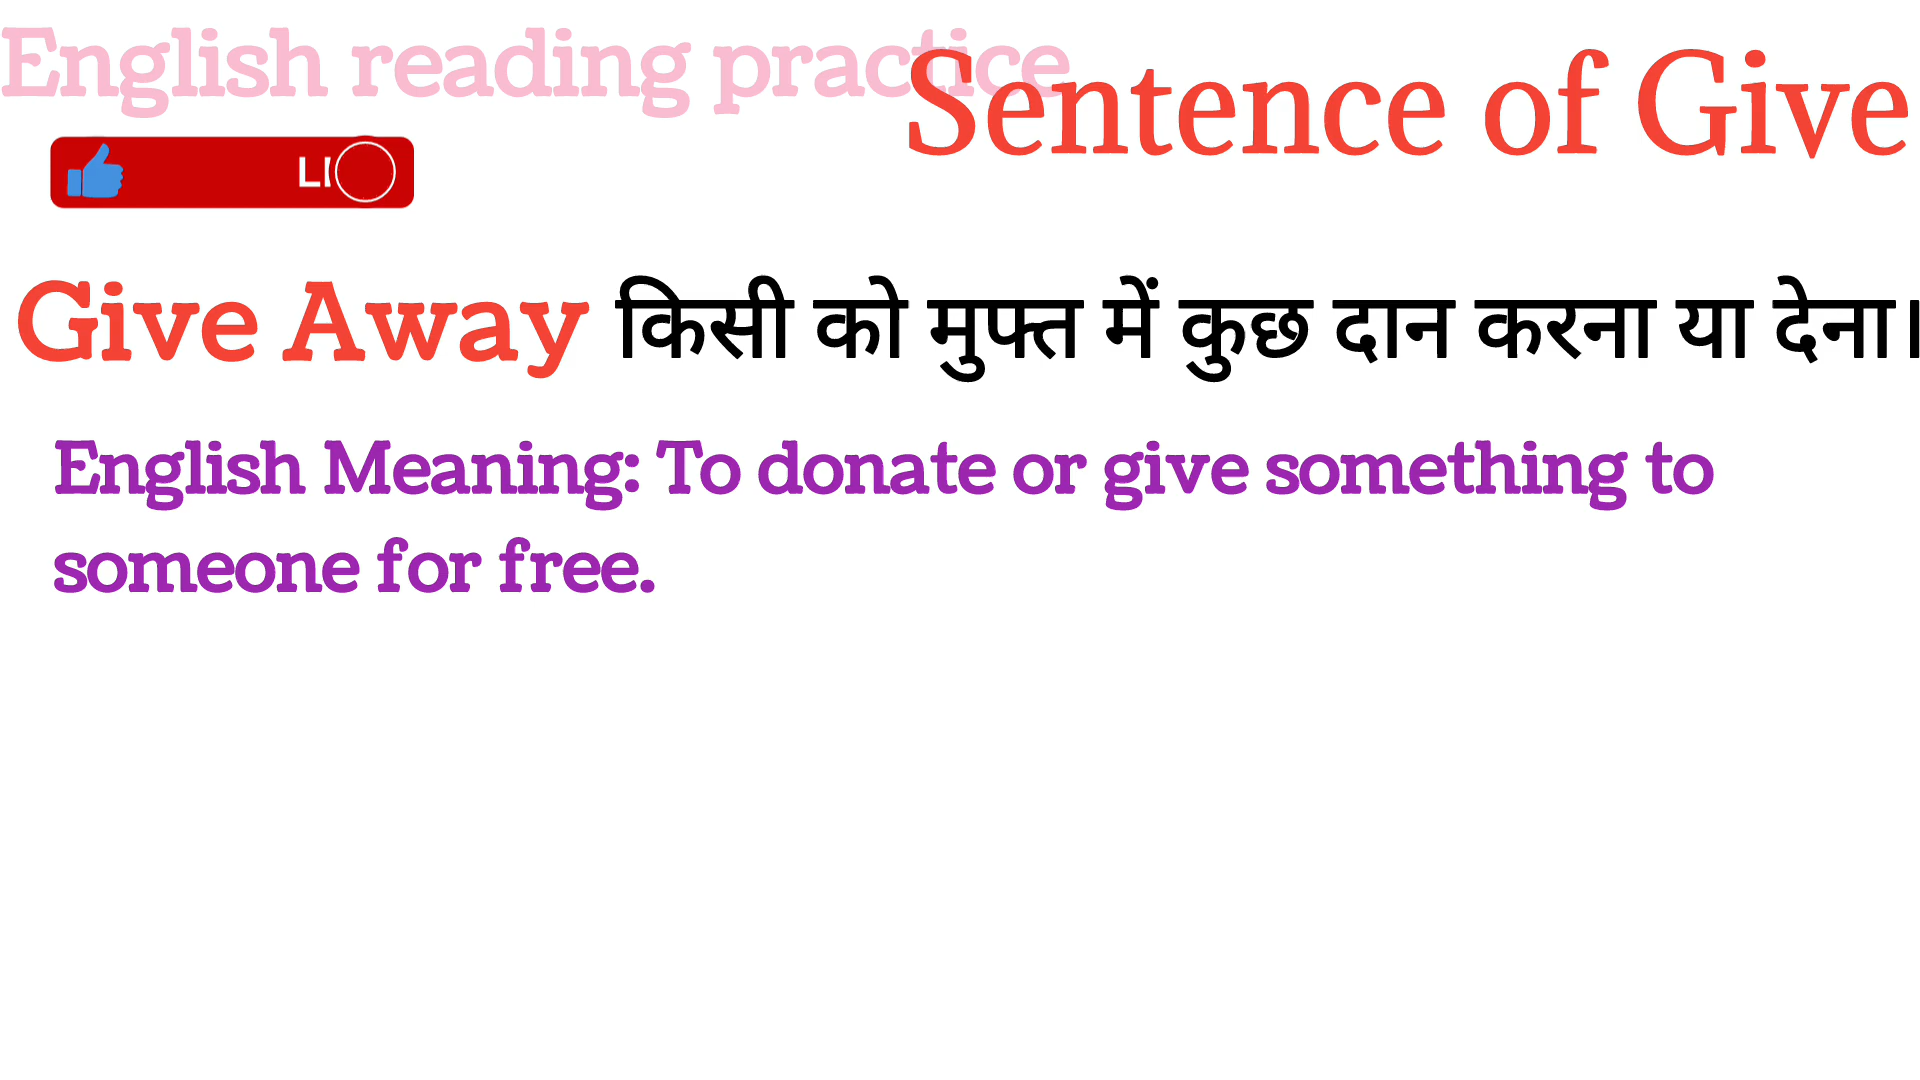 English reading practice
Sentence of Give
LI
Give Away किसी को मुफ्त में कुछ दान करना या देना।
English Meaning: To donate or give something to
someone for free.